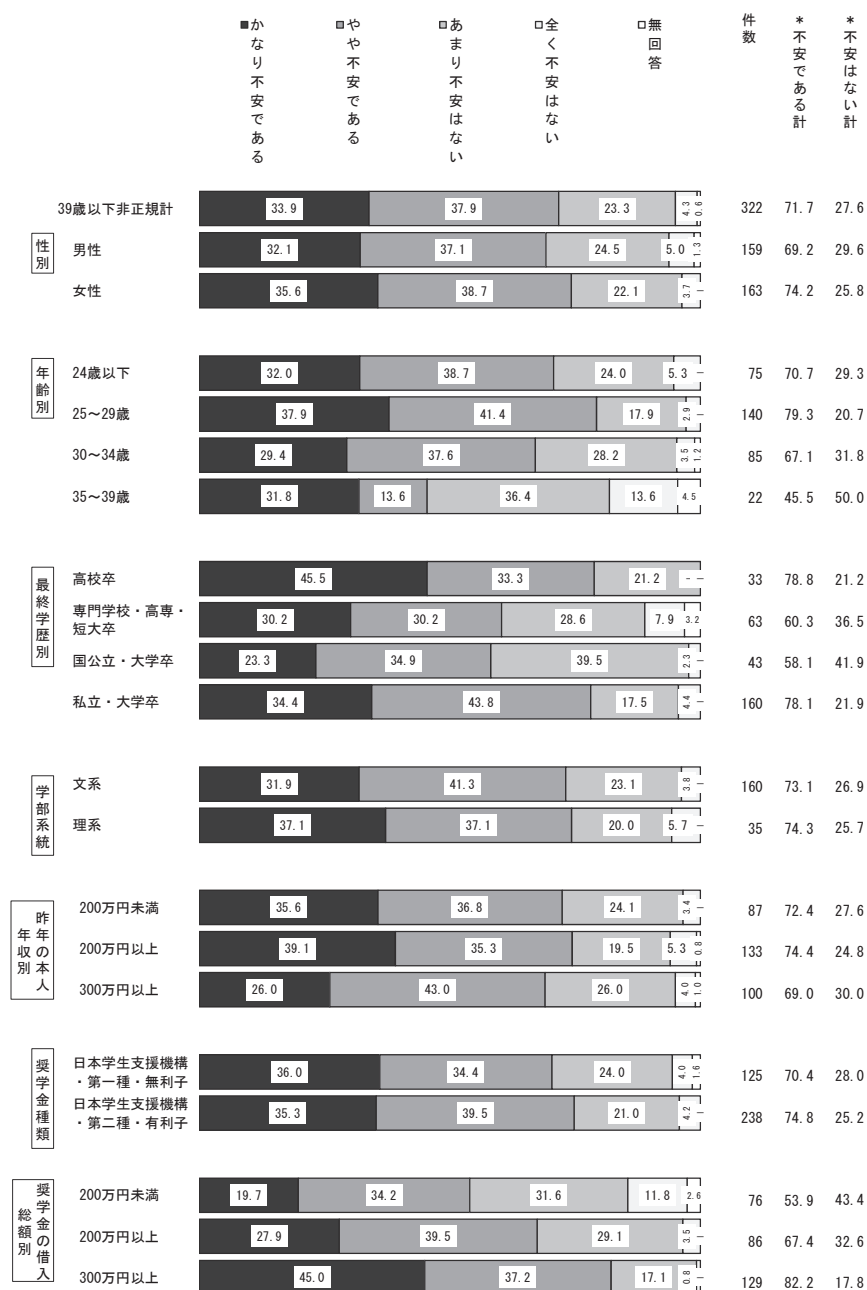 ■かなり不安である
■やや不安である
□あまり不安はない
□全く不安はない
□無回答
件数
*不安である計
*不安はない計
39歳以下非正規計 33.9 37.9 23.3 4.3 0.6 322 71.7 27.6
性別
男性 32.1 37.1 24.5 5.0 1.3 159 69.2 29.6
女性 35.6 38.7 22.1 3.7 - 163 74.2 25.8
年齢別
24歳以下 32.0 38.7 24.0 5.3 - 75 70.7 29.3
25～29歳 37.9 41.4 17.9 2.9 - 140 79.3 20.7
30～34歳 29.4 37.6 28.2 3.5 1.2 85 67.1 31.8
35～39歳 31.8 13.6 36.4 13.6 4.5 22 45.5 50.0
最終学歴別
高校卒 45.5 33.3 21.2 - - 33 78.8 21.2
専門学校・高専・
短大卒 30.2 30.2 28.6 7.9 3.2 63 60.3 36.5
国公立・大学卒 23.3 34.9 39.5 2.3 - 43 58.1 41.9
私立・大学卒 34.4 43.8 17.5 4.4 - 160 78.1 21.9
学部系統
文系 31.9 41.3 23.1 3.8 - 160 73.1 26.9
理系 37.1 37.1 20.0 5.7 - 35 74.3 25.7
昨年の本人
年収別
200万円未満 35.6 36.8 24.1 3.4 - 87 72.4 27.6
200万円以上 39.1 35.3 19.5 5.3 0.8 133 74.4 24.8
300万円以上 26.0 43.0 26.0 4.0 1.0 100 69.0 30.0
奨学金種類
日本学生支援機構
・第一種・無利子 36.0 34.4 24.0 4.0 1.6 125 70.4 28.0
日本学生支援機構
・第二種・有利子 35.3 39.5 21.0 4.2 - 238 74.8 25.2
奨学金の借入
総額別
200万円未満 19.7 34.2 31.6 11.8 2.6 76 53.9 43.4
200万円以上 27.9 39.5 29.1 3.5 - 86 67.4 32.6
300万円以上 45.0 37.2 17.1 0.8 - 129 82.2 17.8